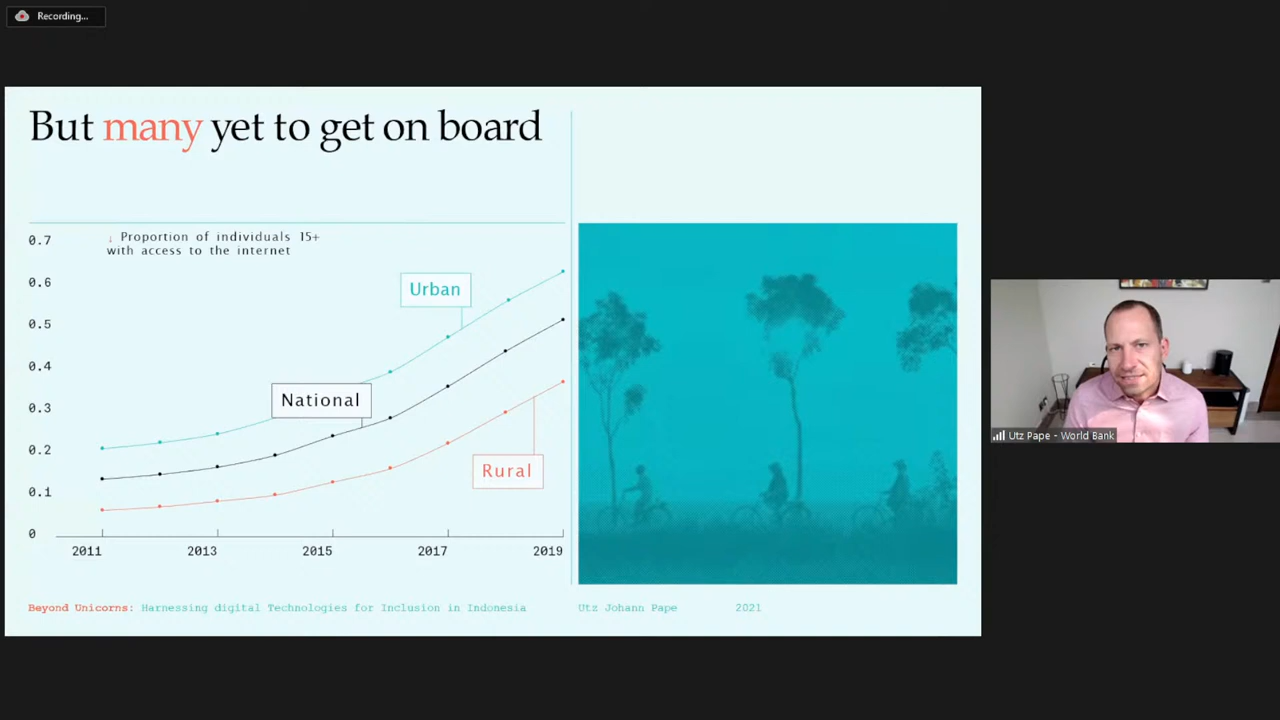 Recording...
But many yet to get on board
↓ Proportion of individuals 15+
with access to the internet
0.7
0.6
0.5
0.4
0.3
0.2
0.1
0
Urban
National
Rural
2011 2013 2015 2017 2019
Beyond Unicorns: Harnessing digital Technologies for Inclusion in Indonesia
Utz Johann Pape 2021
Utz Pape - World Bank